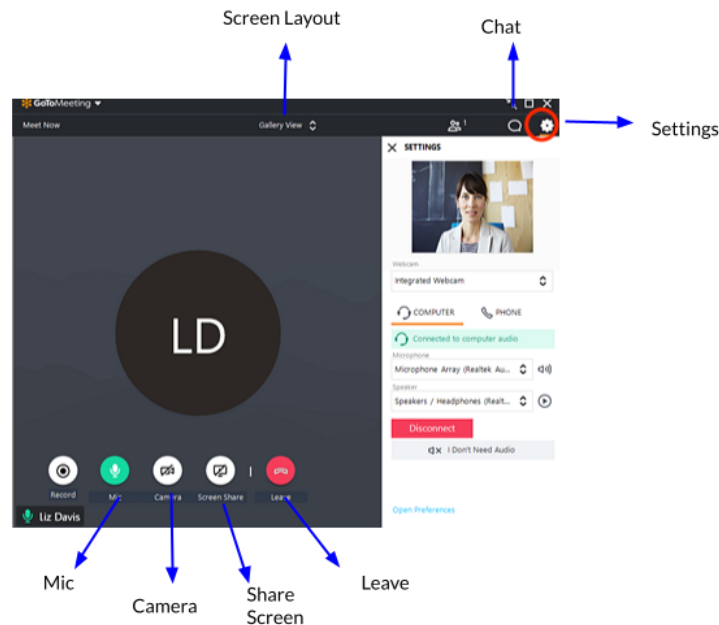 Screen Layout
Chat
GoToMeeting
Meet Now
Gallery View
1
Settings
SETTINGS
Webcam
Integrated Webcam
COMPUTER
PHONE
Connected to computer audio
Microphone
Microphone Array (Realtek Au...
Speaker
Speakers / Headphones (Realt...
Disconnect
I Don't Need Audio
Open Preferences
LD
Record
Mic
Camera
Screen Share
Leave
Liz Davis
Mic
Camera
Share
Screen
Leave